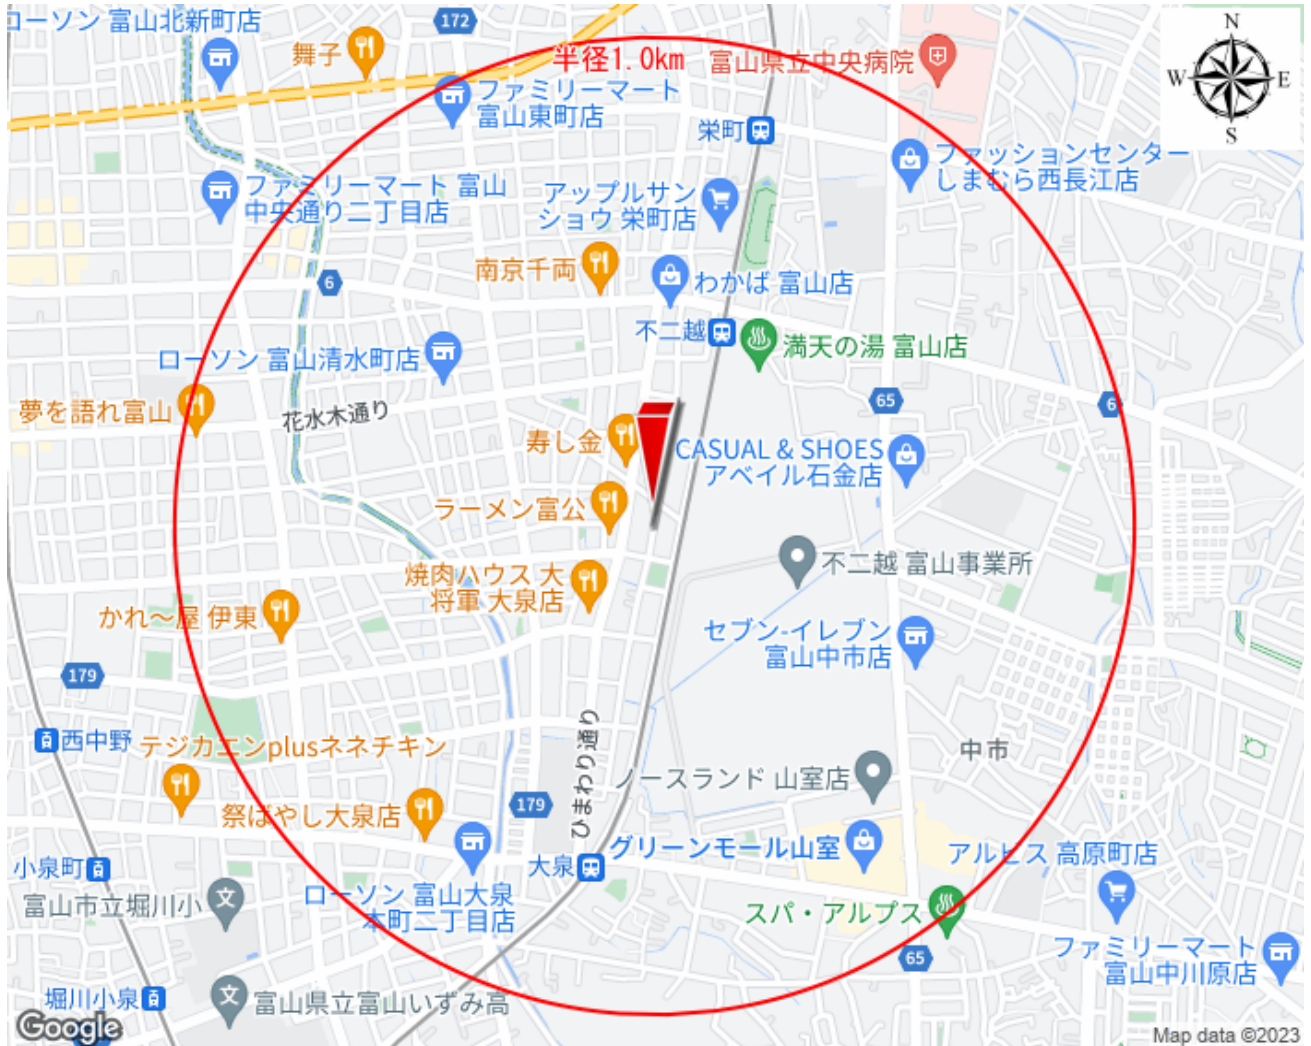 ローソン 富山北新町店
172
N
舞子
半径1.0km
富山県立中央病院
W
E
S
ファミリーマート
富山東町店
栄町
ファッションセンター
しまむら西長江店
ファミリーマート 富山
中央通り二丁目店
アップルサン
ショウ 栄町店
南京千両
6
わかば 富山店
不二越
満天の湯 富山店
ローソン 富山清水町店
夢を語れ富山
花水木通り
65
6
寿し金
CASUAL & SHOES
アベイル石金店
ラーメン富公
焼肉ハウス 大
将軍 大泉店
不二越 富山事業所
かれ〜屋 伊東
セブン-イレブン
富山中市店
179
西中野
テジカエンplusネネチキン
ひまわり通り
中市
ノースランド 山室店
祭ばやし大泉店
179
グリーンモール山室
小泉町
大泉
アルビス 高原町店
富山市立堀川小
ローソン 富山大泉
本町二丁目店
スパ・アルプス
65
ファミリーマート
富山中川原店
堀川小泉
富山県立富山いずみ高
Google
Map data ©2023